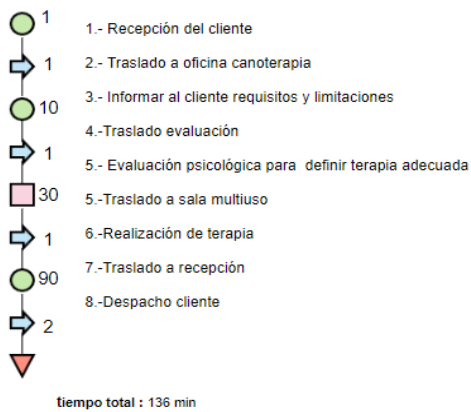 1
1.- Recepción del cliente
1
2.- Traslado a oficina canoterapia
10
3.- Informar al cliente requisitos y limitaciones
1
4.-Traslado evaluación
30
5.- Evaluación psicológica para definir terapia adecuada
1
5.-Traslado a sala multiuso
90
6.-Realización de terapia
2
7.-Traslado a recepción
8.-Despacho cliente
tiempo total : 136 min